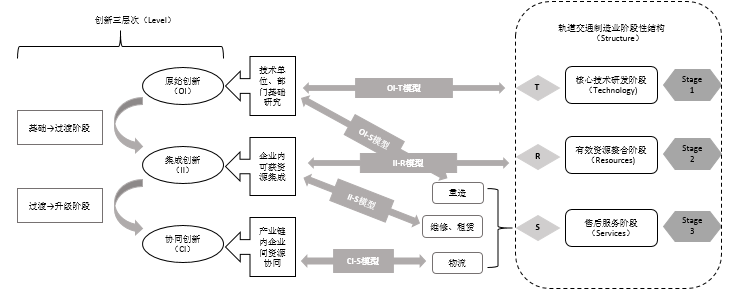 创新三层次（Level）
轨道交通制造业阶段性结构
（Structure）
原始创新
（OI）
技术单
位、部
门基础
研究
OI-T模型
T
核心技术研发阶段
（Technology）
Stage
1
基础→过渡阶段
OI-S模型
集成创新
（II）
企业内
可获资
源集成
II-R模型
R
有效资源整合阶段
（Resources）
Stage
2
过渡→升级阶段
II-S模型
重造
维修、租赁
物流
S
售后服务阶段
（Services）
Stage
3
协同创新
（CI）
产业链
内企业
间资源
协同
CI-S模型